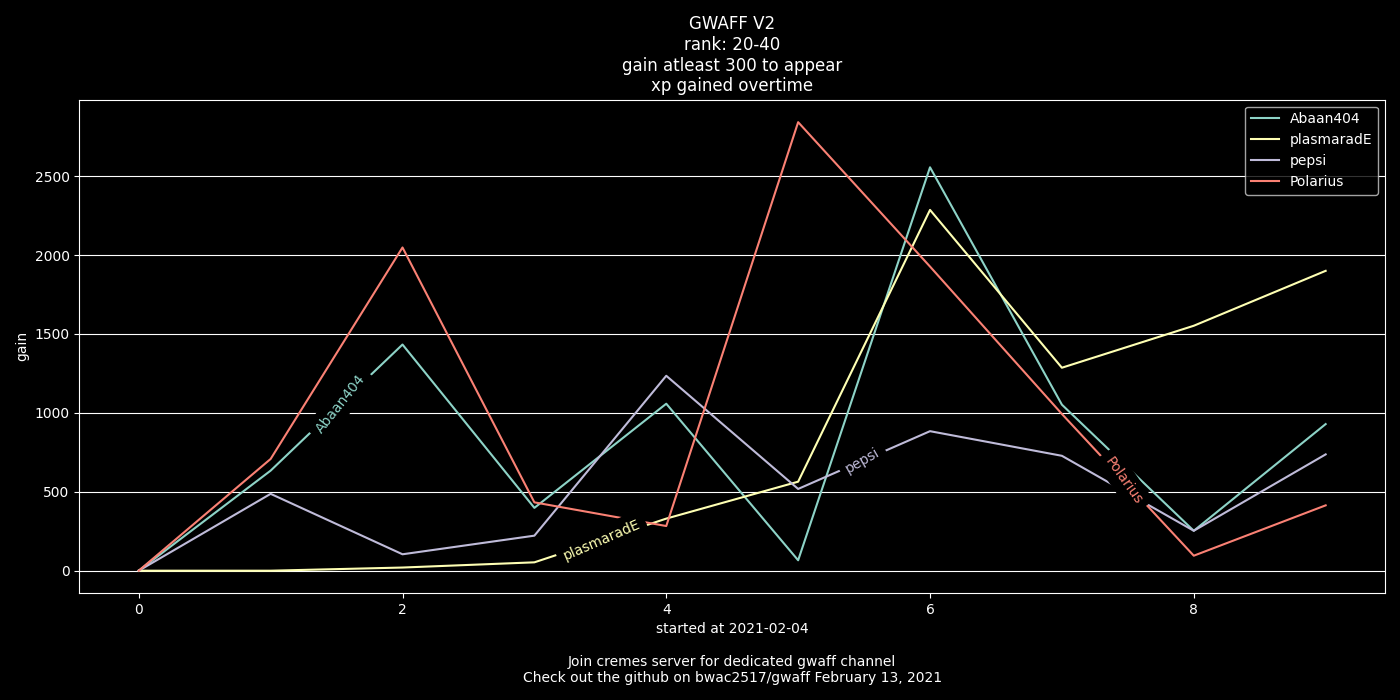 GWAFF V2
rank: 20-40
gain atleast 300 to appear
xp gained overtime
Abaan404
plasmaradE
pepsi
Polarius
2500
2000
1500
1000
500
0
gain
Abaan404
plasmaradE
pepsi
Polarius
0 2 4 6 8
started at 2021-02-04
Join cremes server for dedicated gwaff channel
Check out the github on bwac2517/gwaff February 13, 2021